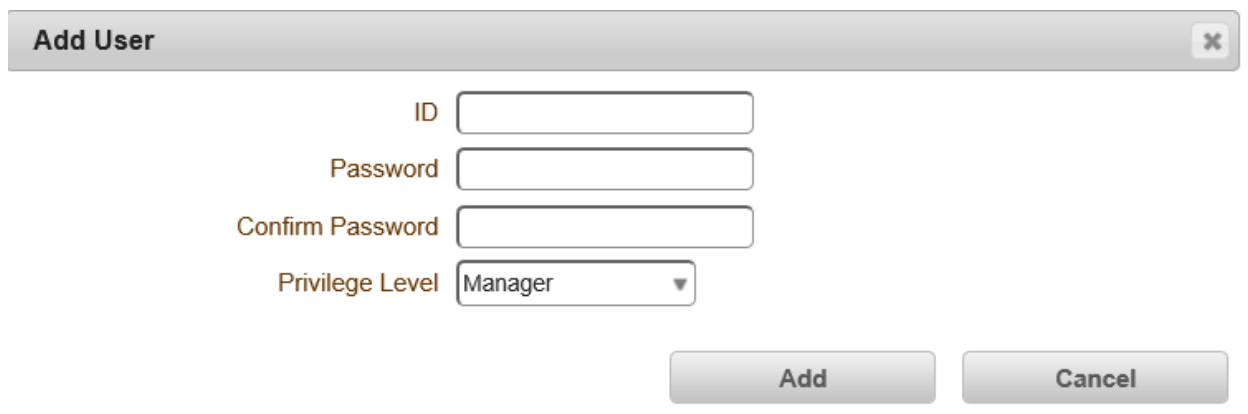 Add User
ID
Password
Confirm Password
Privilege Level Manager
Add Cancel